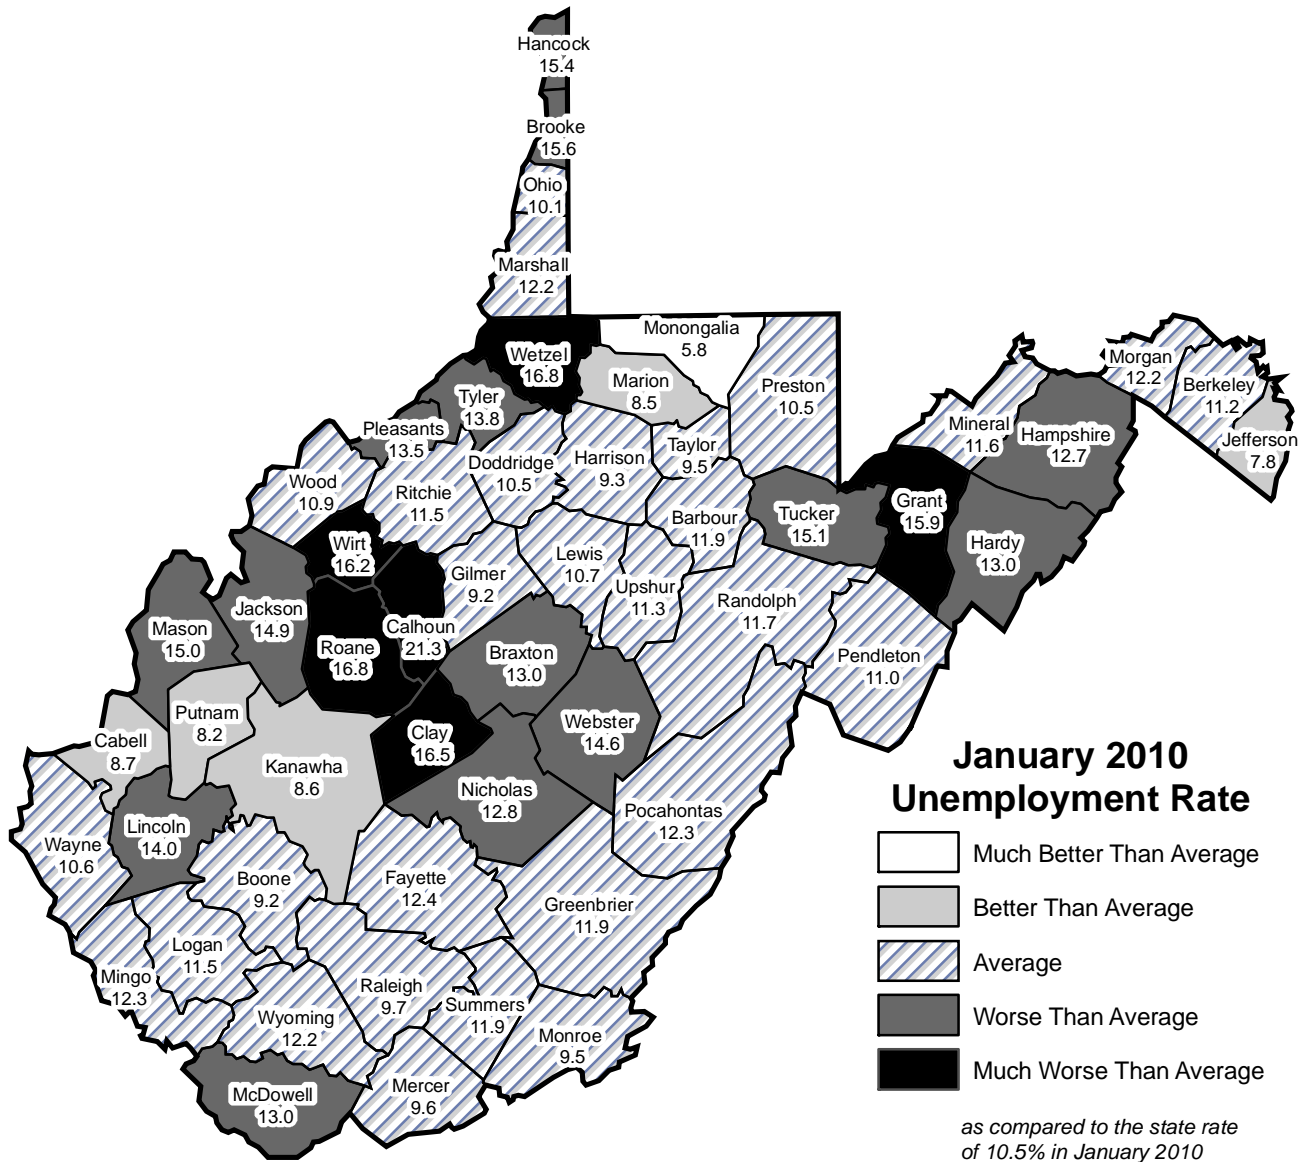 Hancock
15.4
Brooke
15.6
Ohio
10.1
Marshall
12.2
Wetzel
16.8
Monongalia
5.8
Marion
8.5
Preston
10.5
Tyler
13.8
Pleasants
13.5
Doddridge
10.5
Harrison
9.3
Taylor
9.5
Morgan
12.2
Berkeley
11.2
Jefferson
7.8
Mineral
11.6
Hampshire
12.7
Wood
10.9
Ritchie
11.5
Barbour
11.9
Tucker
15.1
Grant
15.9
Hardy
13.0
Wirt
16.2
Gilmer
9.2
Lewis
10.7
Upshur
11.3
Randolph
11.7
Jackson
14.9
Mason
15.0
Roane
16.8
Calhoun
21.3
Braxton
13.0
Pendleton
11.0
Putnam
8.2
Cabell
8.7
Kanawha
8.6
Clay
16.5
Webster
14.6
Nicholas
12.8
Pocahontas
12.3
Lincoln
14.0
Wayne
10.6
Boone
9.2
Fayette
12.4
Greenbrier
11.9
Logan
11.5
Mingo
12.3
Raleigh
9.7
Summers
11.9
Wyoming
12.2
Monroe
9.5
McDowell
13.0
Mercer
9.6
January 2010
Unemployment Rate
Much Better Than Average
Better Than Average
Average
Worse Than Average
Much Worse Than Average
as compared to the state rate
of 10.5% in January 2010